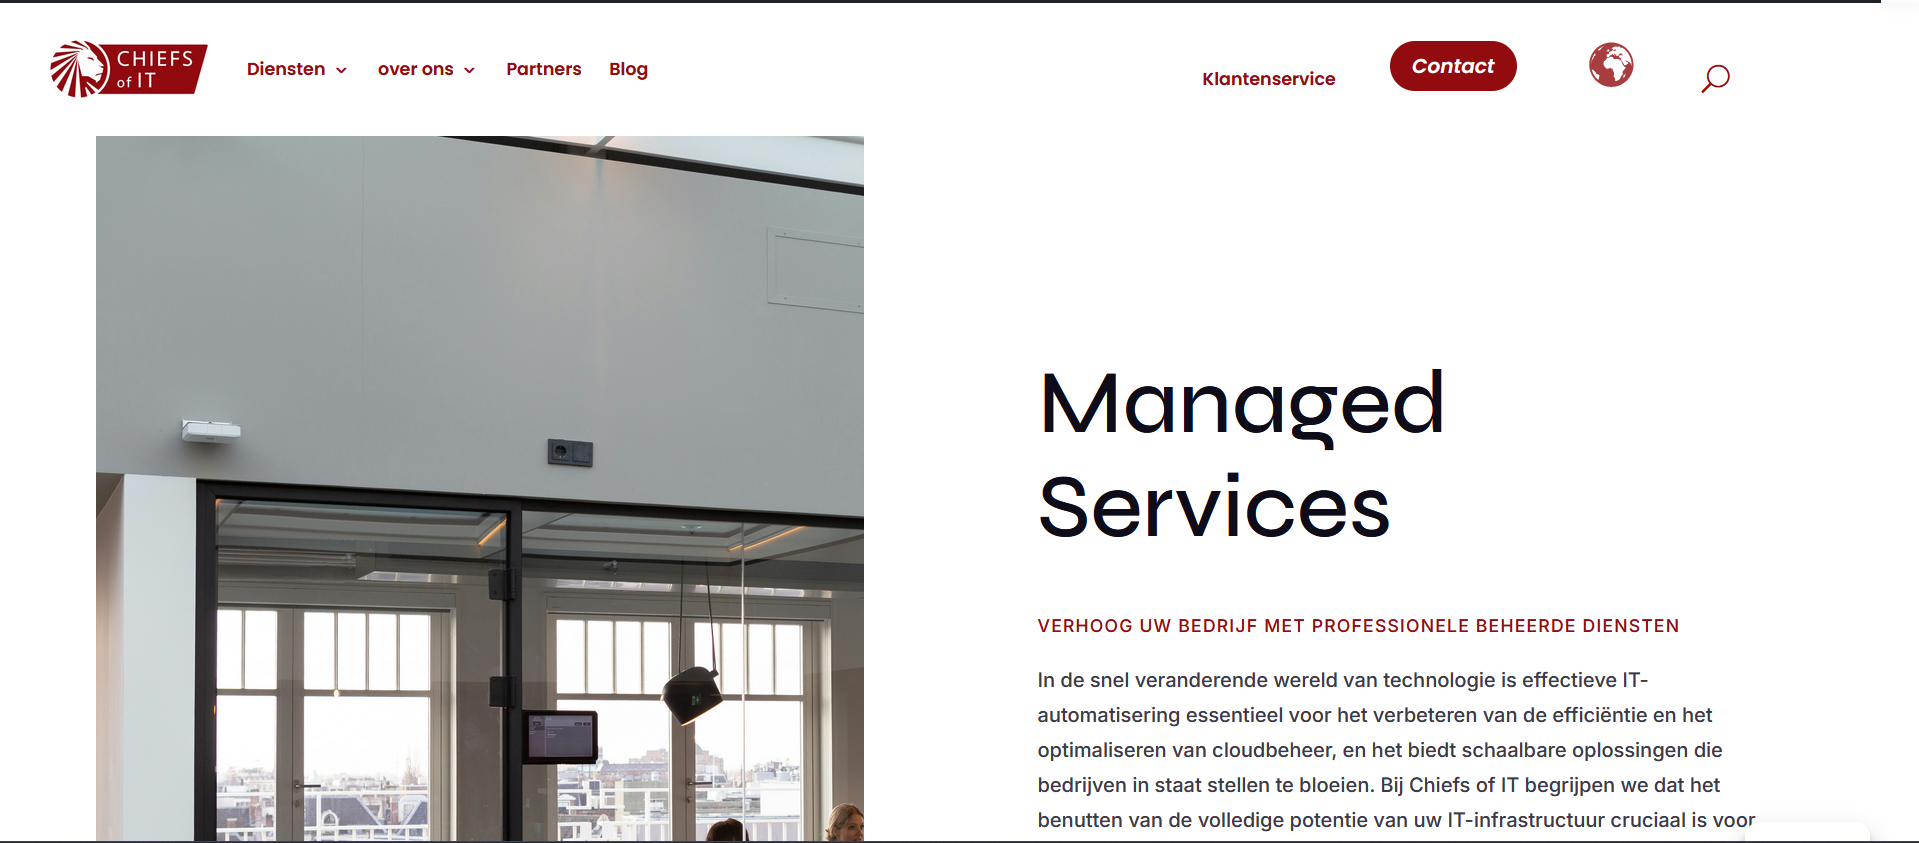 CHIEFS
of IT
Diensten
over ons
Partners
Blog
Klantenservice
Contact
Managed
Services
VERHOOG UW BEDRIJF MET PROFESSIONELE BEHEERDE DIENSTEN
In de snel veranderende wereld van technologie is effectieve IT-
automatisering essentieel voor het verbeteren van de efficiëntie en het
optimaliseren van cloudbeheer, en het biedt schaalbare oplossingen die
bedrijven in staat stellen te bloeien. Bij Chiefs of IT begrijpen we dat het
benutten van de volledige potentie van uw IT-infrastructuur cruciaal is voor